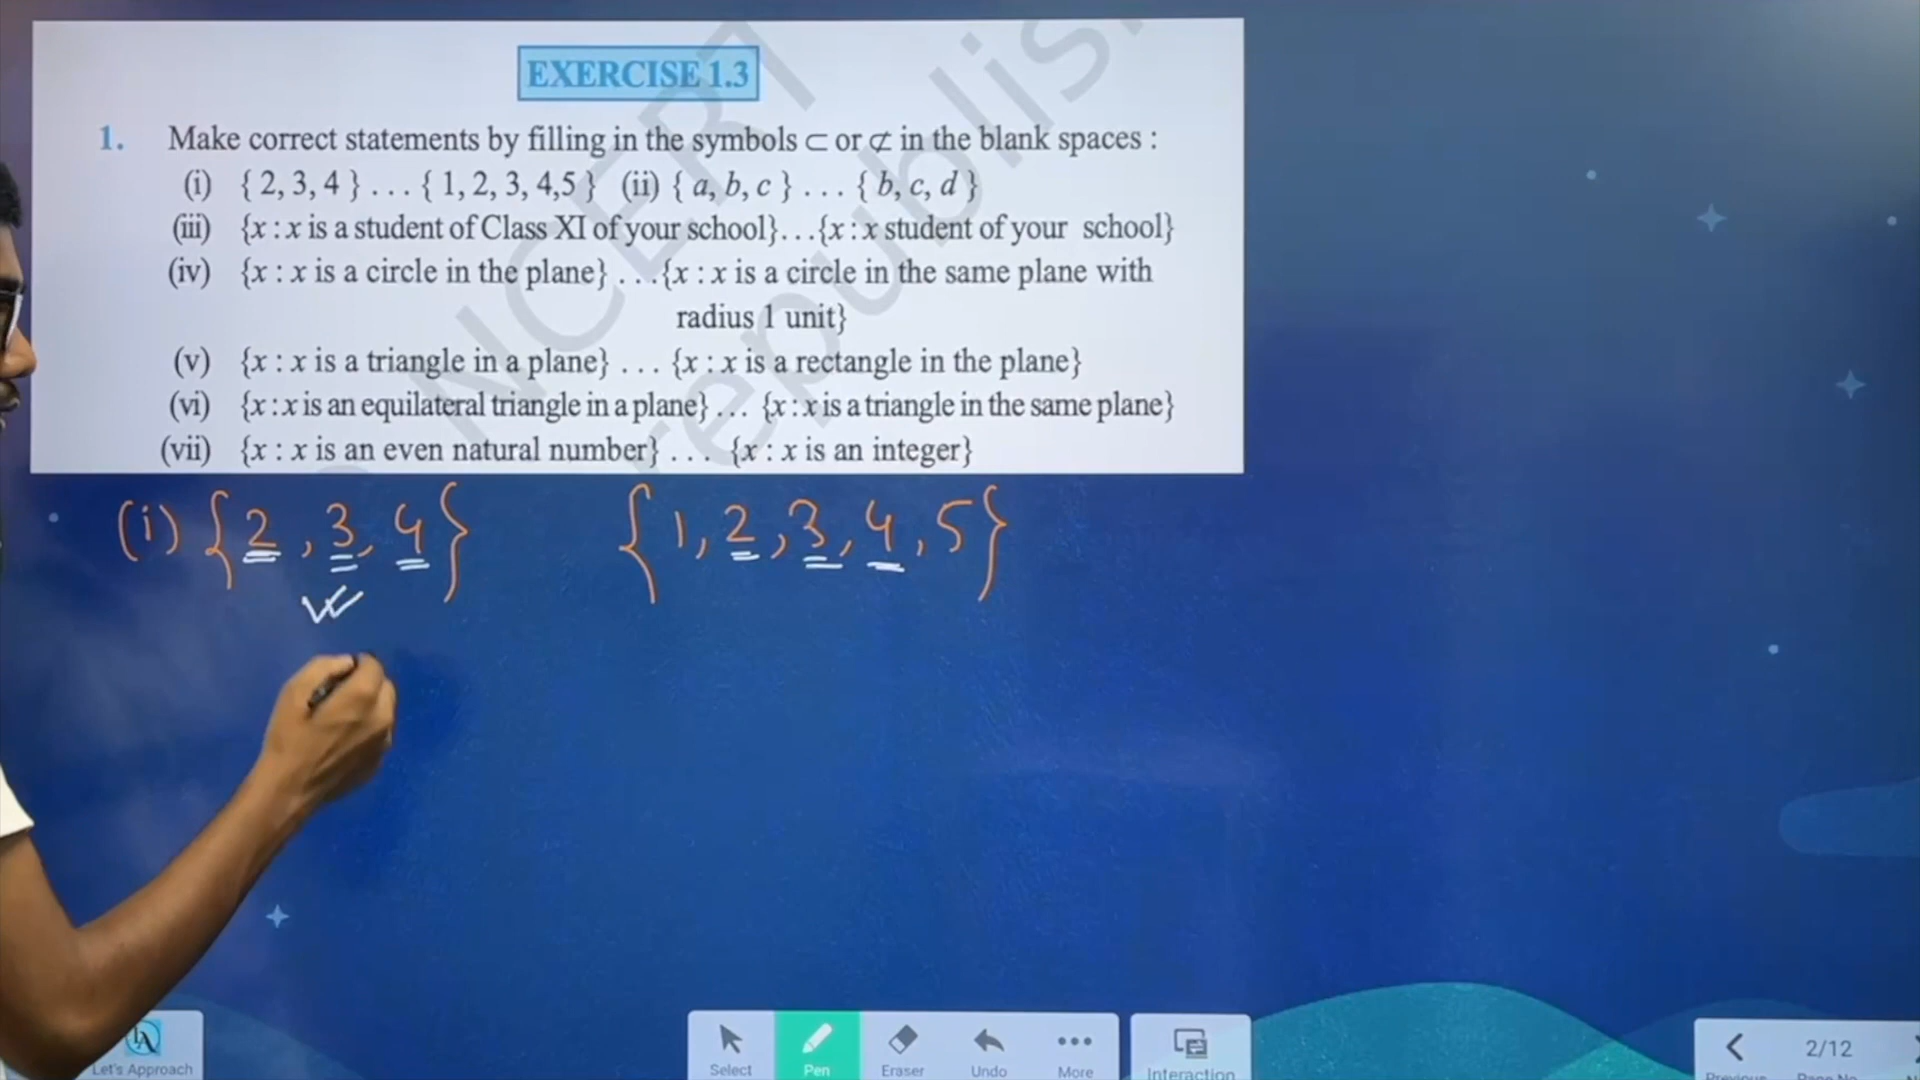 EXERCISE 1.3
1. Make correct statements by filling in the symbols ⊂ or ⊄ in the blank spaces :
(i) { 2, 3, 4 } . . . { 1, 2, 3, 4,5 } (ii) { a, b, c } . . . { b, c, d }
(iii) {x : x is a student of Class XI of your school}. . .{x : x student of your school}
(iv) {x : x is a circle in the plane} . . .{x : x is a circle in the same plane with
radius 1 unit}
(v) {x : x is a triangle in a plane} . . . {x : x is a rectangle in the plane}
(vi) {x : x is an equilateral triangle in a plane} . . . {x : x is a triangle in the same plane}
(vii) {x : x is an even natural number} . . . {x : x is an integer}
NCERT
republis
(i) {2, 3, 4} {1, 2, 3, 4, 5}
Let's Approach
Select Pen Eraser Undo More Interaction
2/12
Previous Page No